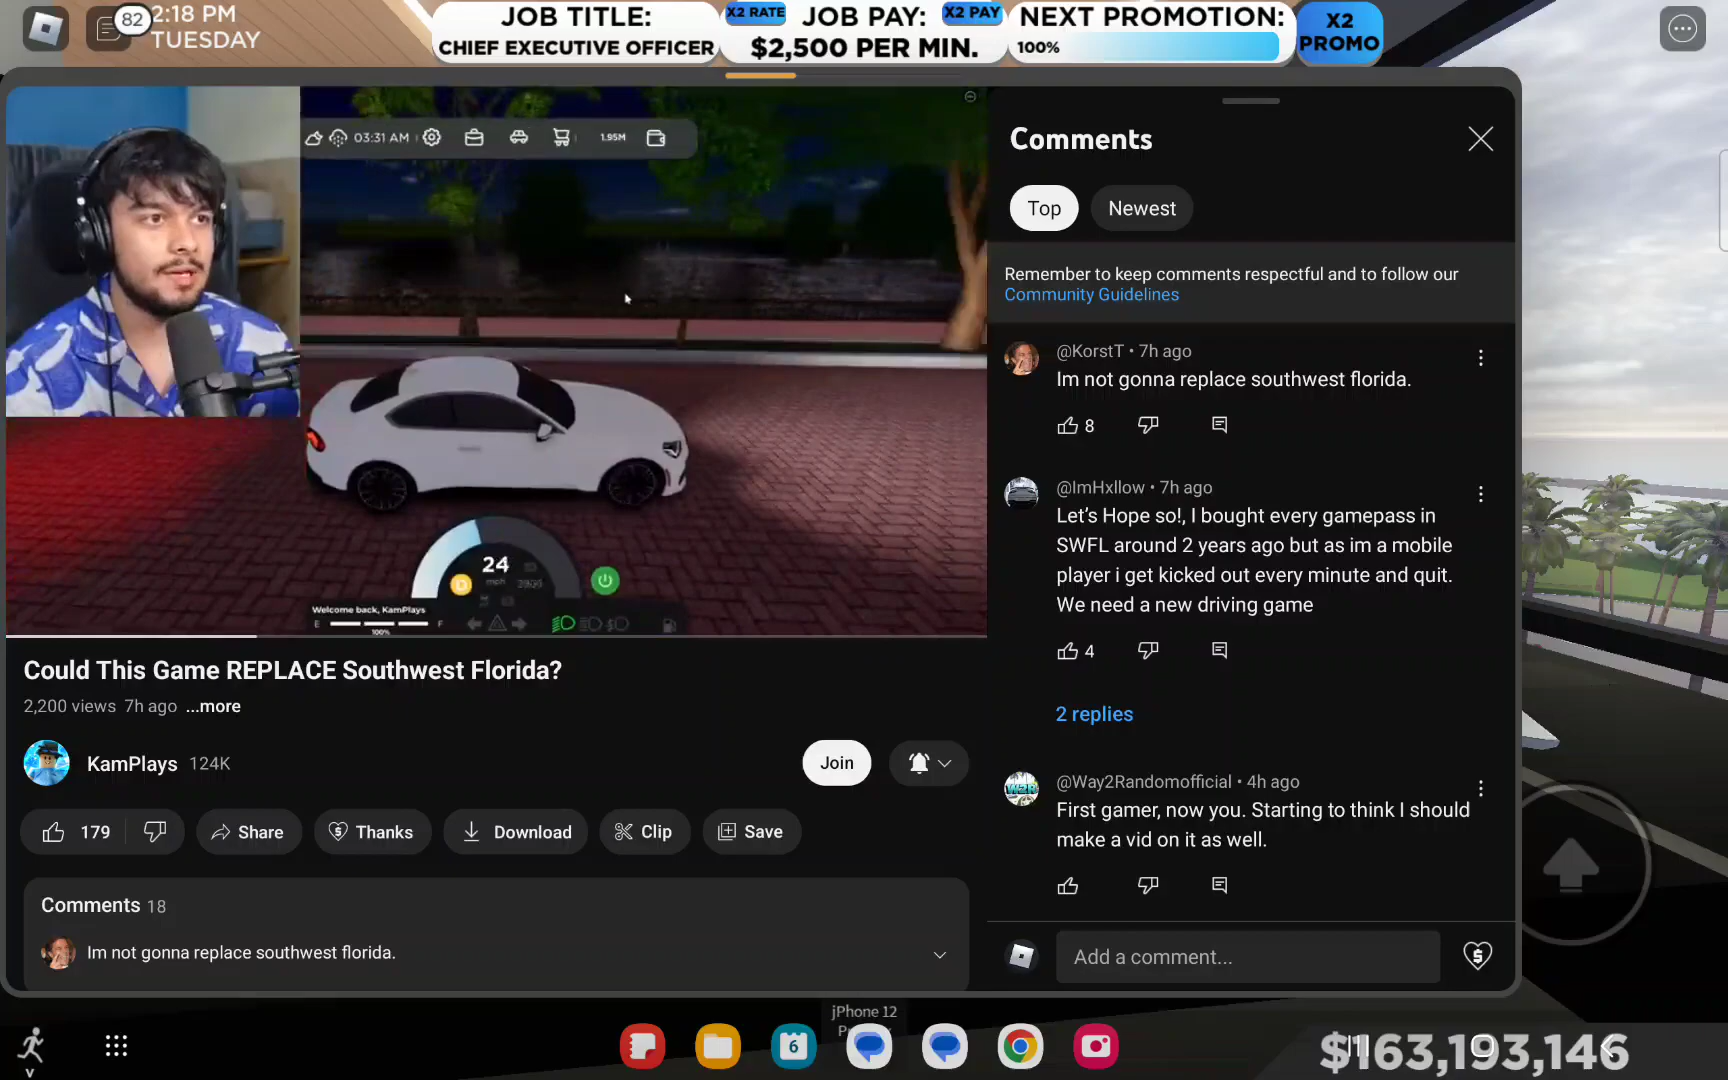 82
2:18 PM
TUESDAY
JOB TITLE:
CHIEF EXECUTIVE OFFICER
X2 RATE
JOB PAY:
X2 PAY
$2,500 PER MIN.
NEXT PROMOTION:
100%
X2
PROMO
03:31 AM
1.95M
24
mph
Welcome back, KamPlays
E
F
100%
Could This Game REPLACE Southwest Florida?
2,200 views 7h ago ...more
KamPlays 124K
Join
179
Share
Thanks
Download
Clip
Save
Comments 18
Im not gonna replace southwest florida.
Comments
Top
Newest
Remember to keep comments respectful and to follow our
Community Guidelines
@KorstT • 7h ago
Im not gonna replace southwest florida.
8
@ImHxllow • 7h ago
Let’s Hope so!, I bought every gamepass in
SWFL around 2 years ago but as im a mobile
player i get kicked out every minute and quit.
We need a new driving game
4
2 replies
W2R
@Way2Randomofficial • 4h ago
First gamer, now you. Starting to think I should
make a vid on it as well.
Add a comment...
jPhone 12
6
V
$163,193,146